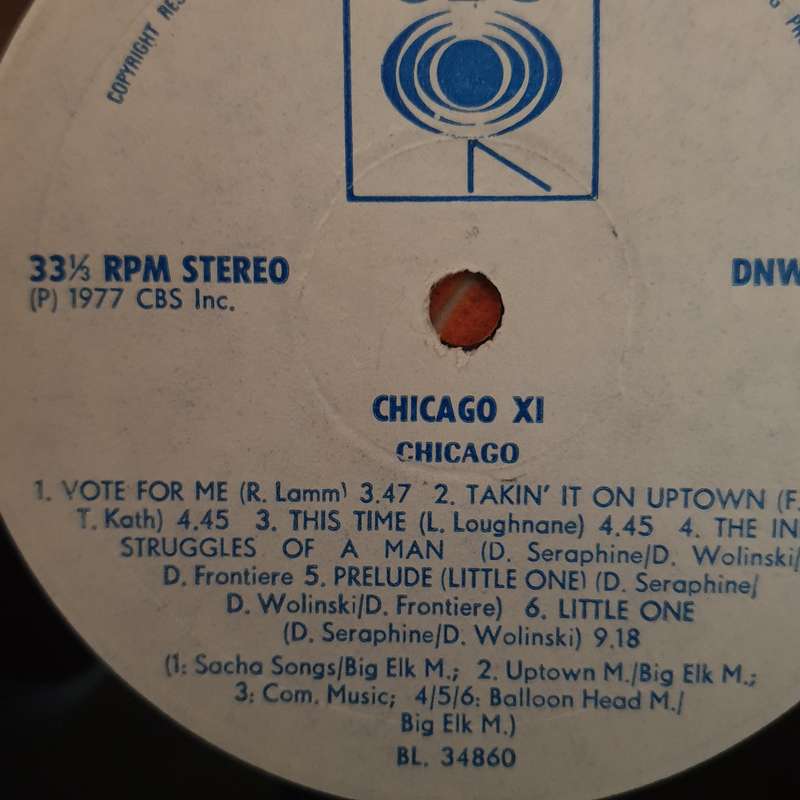 COPYRIGHT
33⅓ RPM STEREO
(P) 1977 CBS Inc.
DNW
CHICAGO XI
CHICAGO
1. VOTE FOR ME (R. Lamm) 3.47 2. TAKIN' IT ON UPTOWN (F.
T. Kath) 4.45 3. THIS TIME (L. Loughnane) 4.45 4. THE IN
STRUGGLES OF A MAN (D. Seraphine/D. Wolinski/
D. Frontiere 5. PRELUDE (LITTLE ONE) (D. Seraphine/
D. Wolinski/D. Frontiere) 6. LITTLE ONE
(D. Seraphine/D. Wolinski) 9.18
(1: Sacha Songs/Big Elk M.; 2. Uptown M./Big Elk M.;
3: Com. Music; 4/5/6: Balloon Head M./
Big Elk M.)
BL. 34860